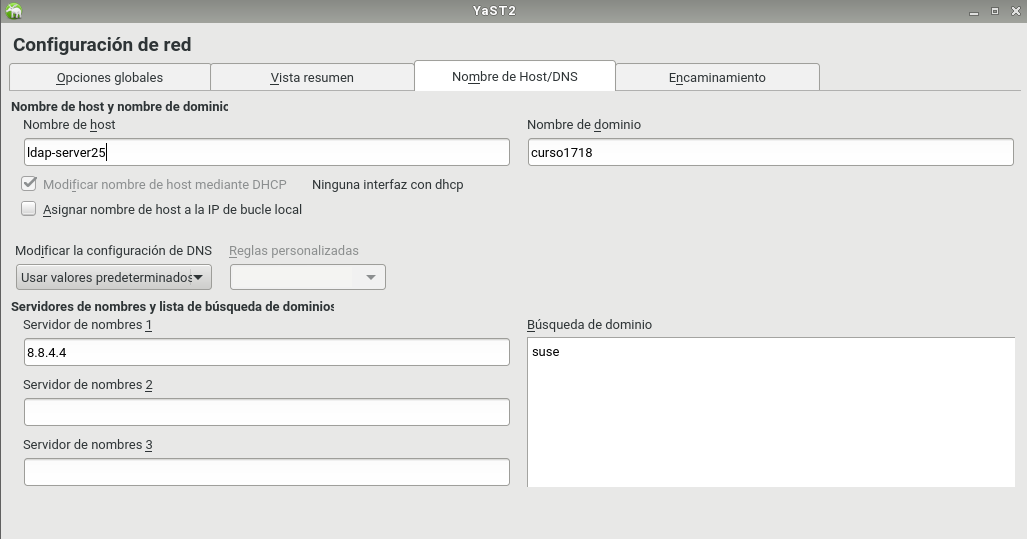 YaST2
Configuración de red
Opciones globales Vista resumen Nombre de Host/DNS Encaminamiento
Nombre de host y nombre de dominio
Nombre de host Nombre de dominio
ldap-server25 curso1718
Modificar nombre de host mediante DHCP Ninguna interfaz con dhcp
Asignar nombre de host a la IP de bucle local
Modificar la configuración de DNS Reglas personalizadas
Usar valores predeterminados
Servidores de nombres y lista de búsqueda de dominios
Servidor de nombres 1 Búsqueda de dominio
8.8.4.4 suse
Servidor de nombres 2
Servidor de nombres 3